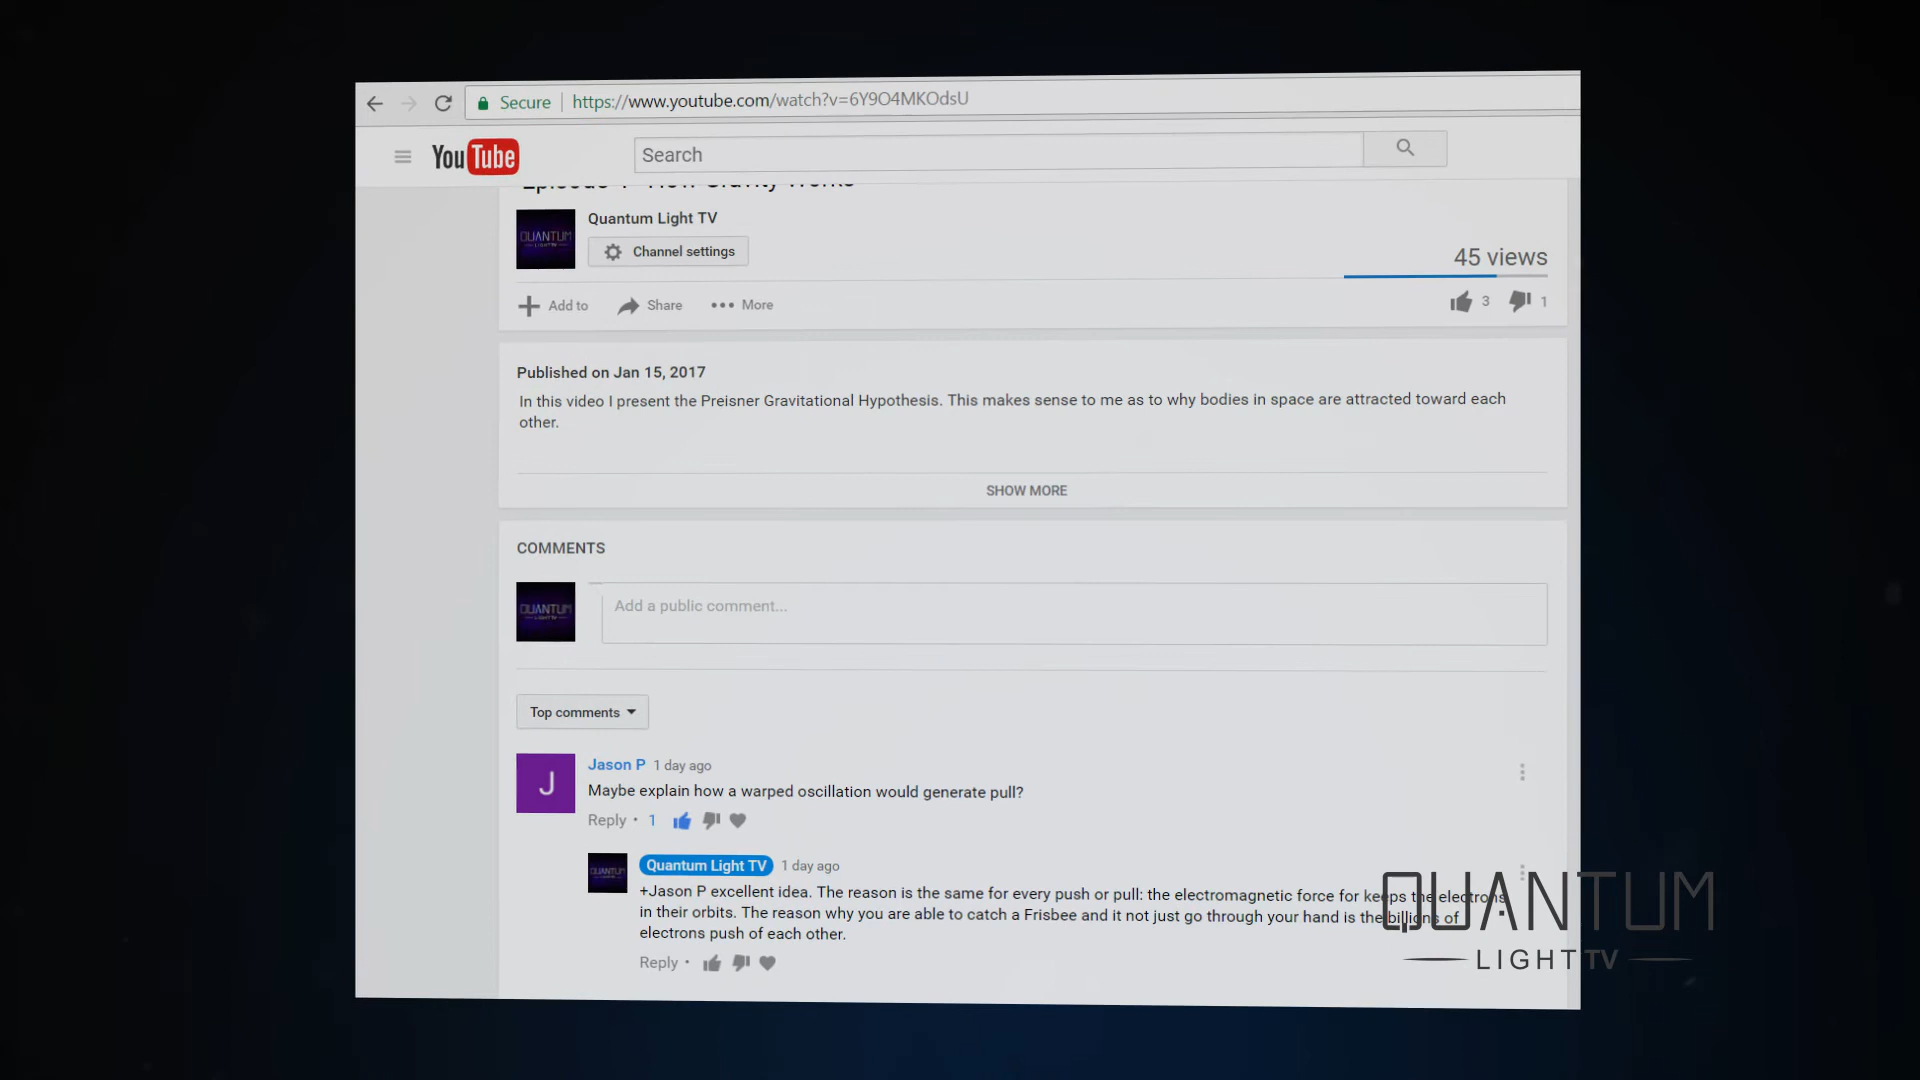 Secure https://www.youtube.com/watch?v=6Y9O4MKOdsU
YouTube
Search
Quantum Light TV
Channel settings
45 views
Add to Share More
3 1
Published on Jan 15, 2017
In this video I present the Preisner Gravitational Hypothesis. This makes sense to me as to why bodies in space are attracted toward each
other.
SHOW MORE
COMMENTS
Add a public comment...
Top comments
J
Jason P 1 day ago
Maybe explain how a warped oscillation would generate pull?
Reply • 1
Quantum Light TV 1 day ago
+Jason P excellent idea. The reason is the same for every push or pull: the electromagnetic force for keeps the electrons
in their orbits. The reason why you are able to catch a Frisbee and it not just go through your hand is the billions of
electrons push of each other.
Reply •
QUANTUM
LIGHT TV